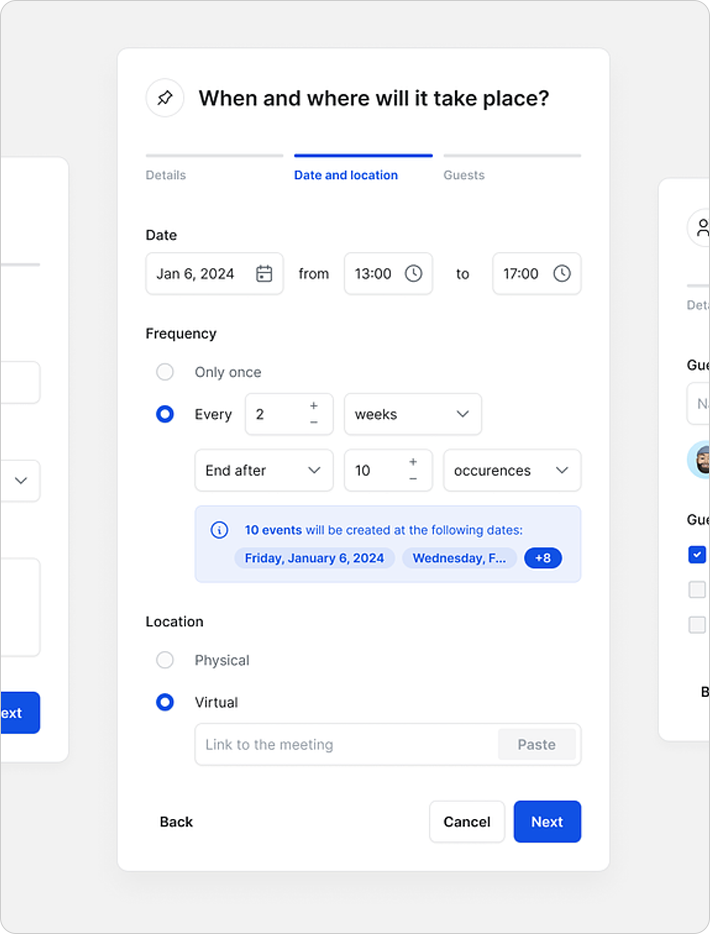 When and where will it take place?
Details
Date and location
Guests
Date
Jan 6, 2024
from
13:00
to
17:00
Frequency
Only once
Every
2
+
−
weeks
End after
10
+
−
occurences
10 events will be created at the following dates:
Friday, January 6, 2024
Wednesday, F...
+8
Location
Physical
Virtual
Link to the meeting
Paste
Back
Cancel
Next
ext
Deta
Gue
Na
Gue
B